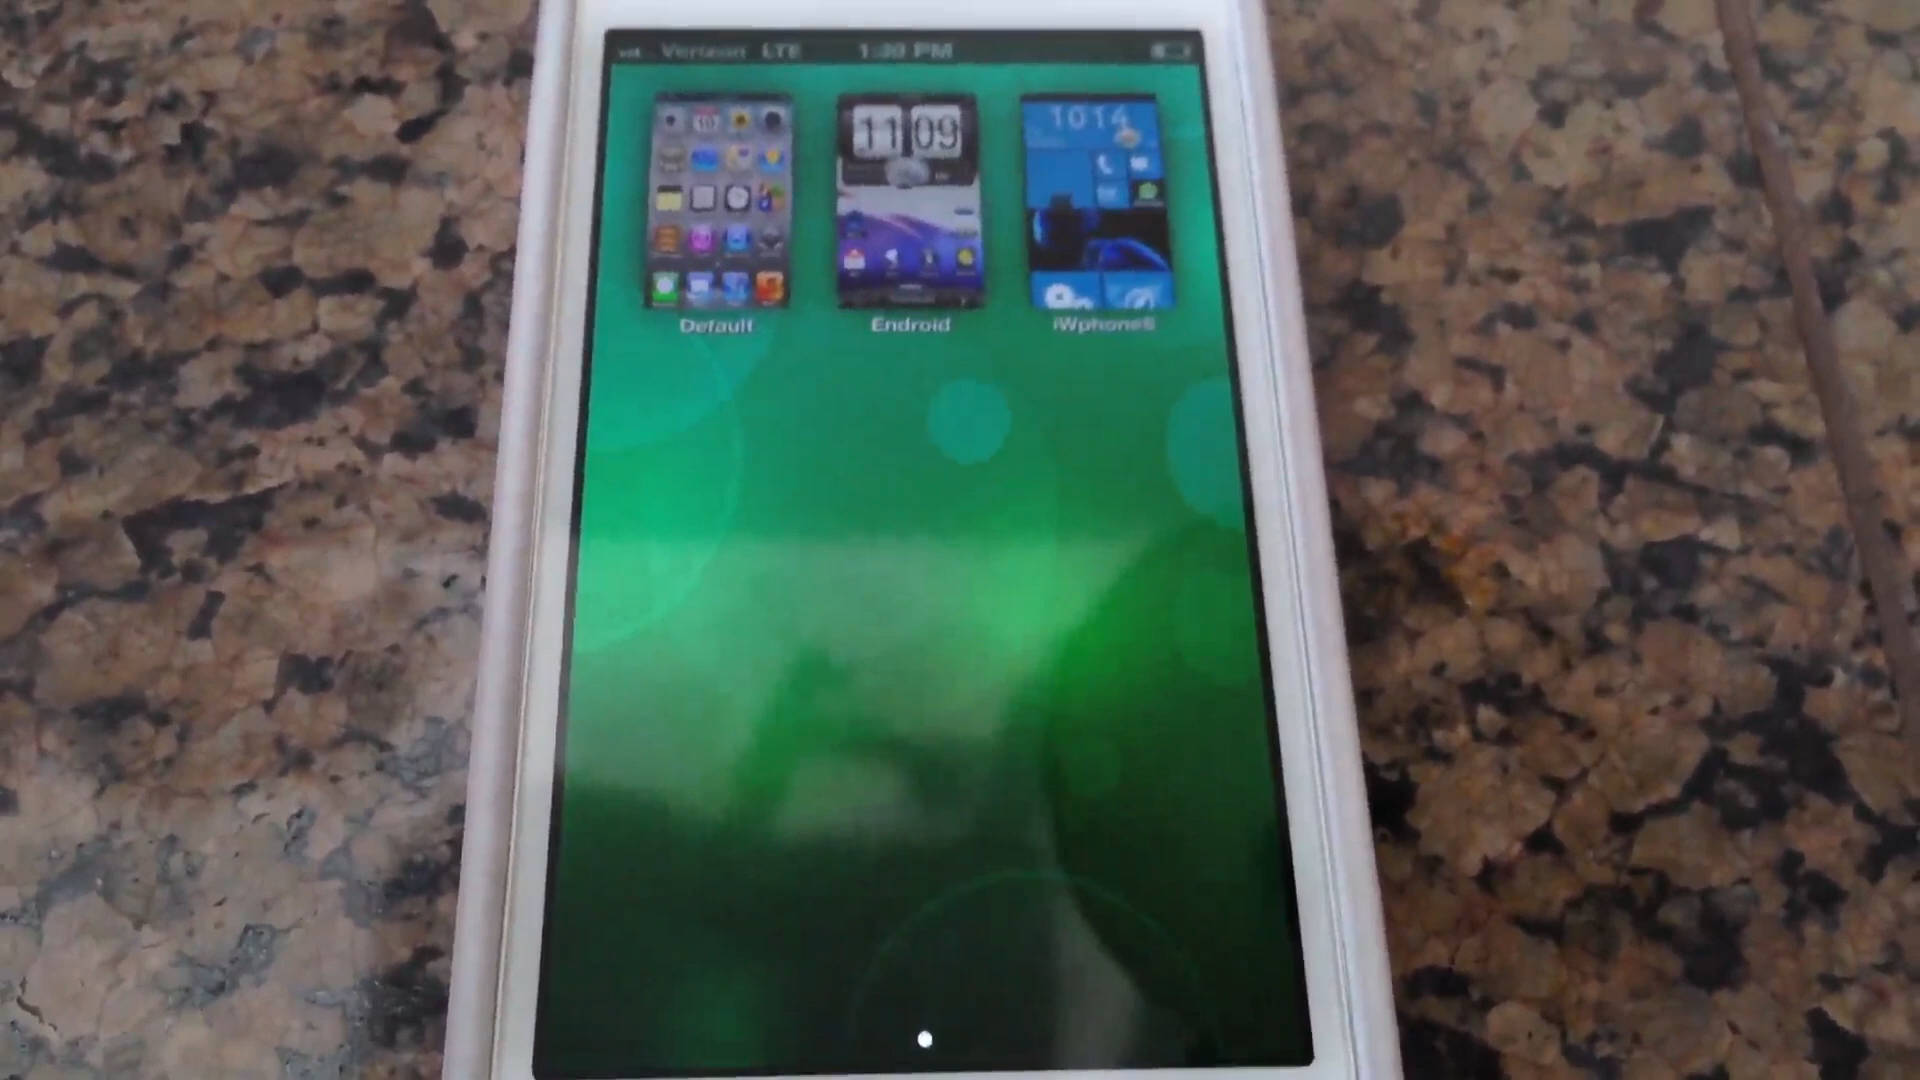 Verizon LTE 1:39 PM
11 09
1014
Default
Endroid
iWphone8